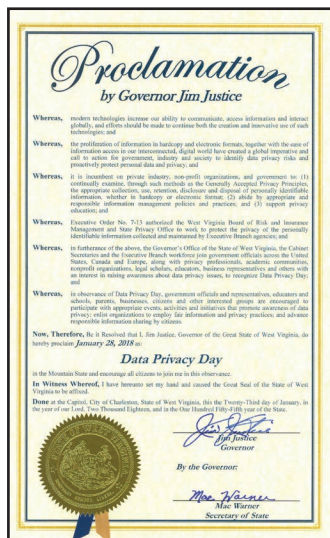 Proclamation
by Governor Jim Justice
Whereas, modern technologies increase our ability to communicate, access information and interact
globally, and efforts should be made to continue both the creation and innovative use of such
technologies; and
Whereas, the proliferation of information in hardcopy and electronic formats, together with the ease of
information access in our interconnected, digital world have created a global imperative and
call to action for government, industry and society to identify data privacy risks and
proactively protect personal data and privacy; and
Whereas, it is incumbent on private industry, non-profit organizations, and government to: (1)
continually examine, through such methods as the Generally Accepted Privacy Principles,
the appropriate collection, use, retention, disclosure and disposal of personally identifiable
information, whether in hardcopy or electronic format; (2) abide by appropriate and
responsible information management policies and practices; and (3) support privacy
education; and
Whereas, Executive Order No. 7-13 authorized the West Virginia Board of Risk and Insurance
Management and State Privacy Office to work to protect the privacy of the personally
identifiable information collected and maintained by Executive Branch agencies; and
Whereas, in furtherance of the above, the Governor's Office of the State of West Virginia, the Cabinet
Secretaries and the Executive Branch workforce join government officials across the United
States, Canada and Europe, along with privacy professionals, academic communities,
nonprofit organizations, legal scholars, educators, business representatives and others with
an interest in raising awareness about data privacy issues, to recognize Data Privacy Day;
and
Whereas, in observance of Data Privacy Day, government officials and representatives, educators and
schools, parents, businesses, citizens and other interested groups are encouraged to
participate with appropriate events, activities and initiatives that promote awareness of data
privacy; enlist organizations to employ fair information and privacy practices; and advance
responsible information sharing by citizens.
Now, Therefore, Be it Resolved that I, Jim Justice, Governor of the Great State of West Virginia, do
hereby proclaim January 28, 2018 as:
Data Privacy Day
in the Mountain State and encourage all citizens to join me in this observance.
In Witness Whereof, I have hereunto set my hand and caused the Great Seal of the State of West
Virginia to be affixed.
Done at the Capitol, City of Charleston, State of West Virginia, this the Twenty-Third day of January, in
the year of our Lord, Two Thousand Eighteen, and in the One Hundred Fifty-Fifth year of the State.
Jim Justice
Jim Justice
Governor
By the Governor:
Mac Warner
Mac Warner
Secretary of State